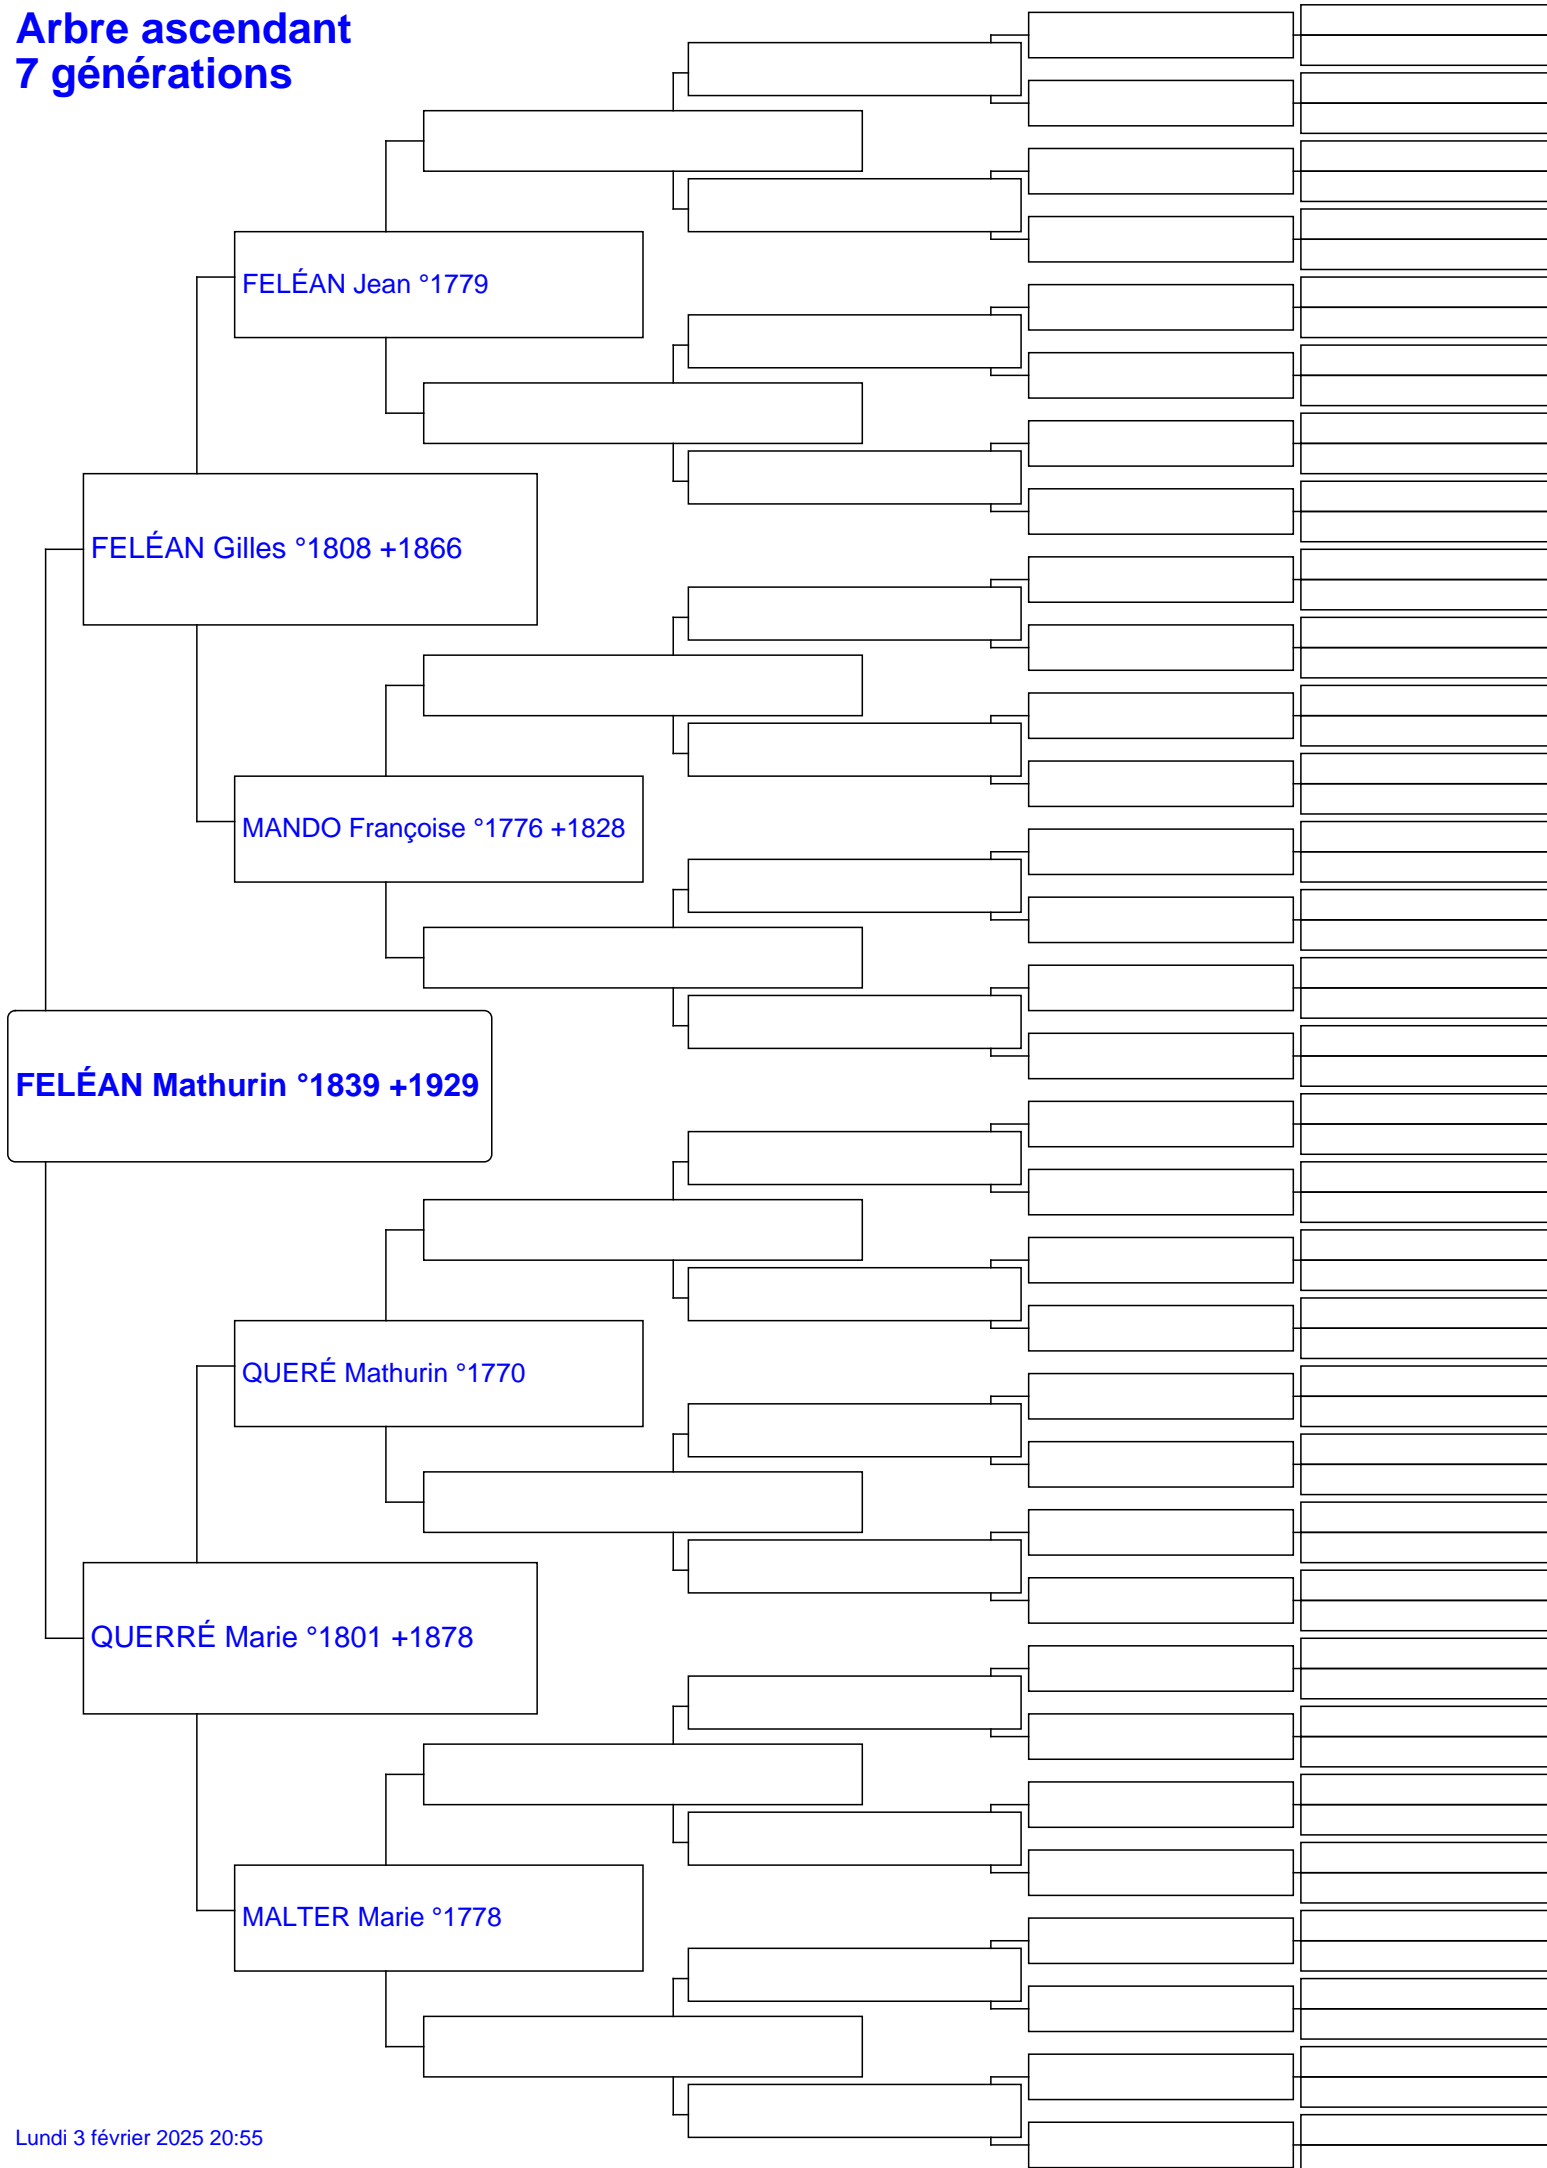 Arbre ascendant
7 générations
FELÉAN Jean °1779
FELÉAN Gilles °1808 +1866
MANDO Françoise °1776 +1828
FELÉAN Mathurin °1839 +1929
QUERÉ Mathurin °1770
QUERRÉ Marie °1801 +1878
MALTER Marie °1778
Lundi 3 février 2025 20:55